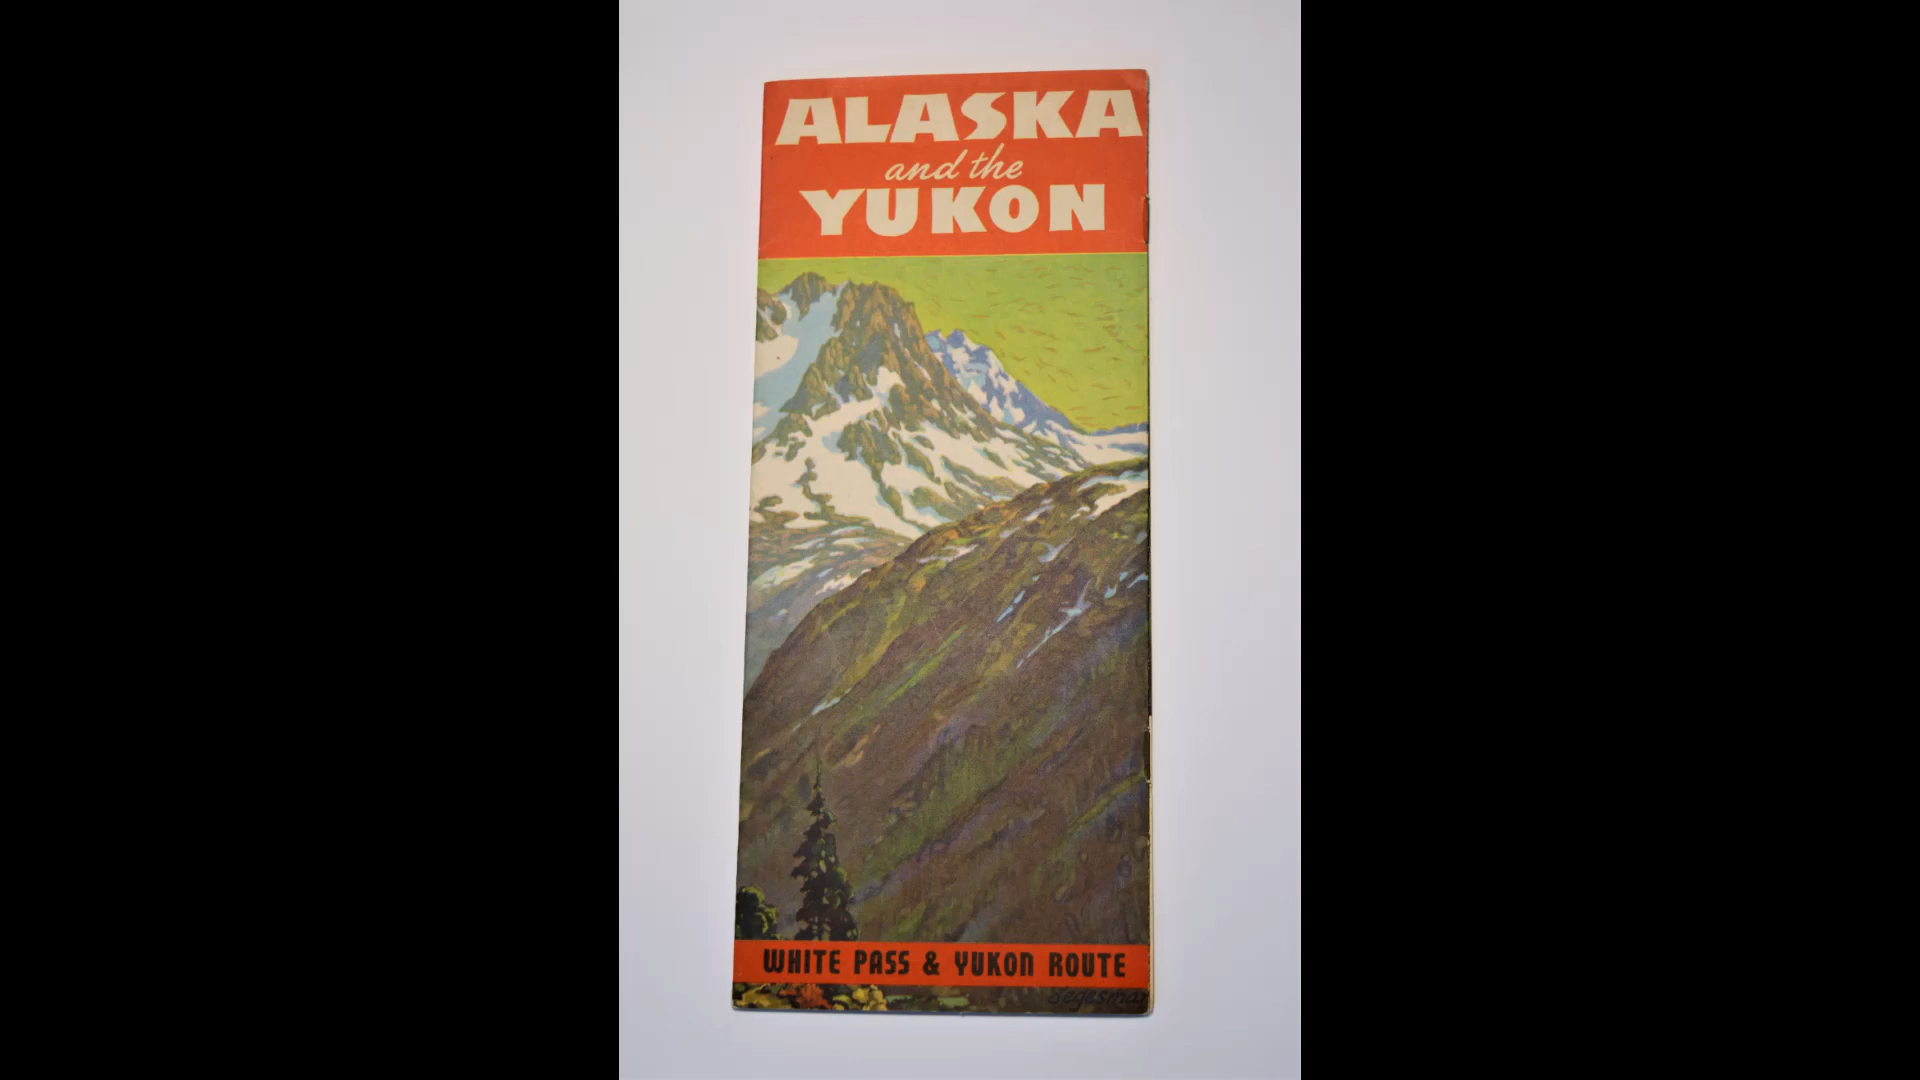 ALASKA
and the
YUKON
WHITE PASS & YUKON ROUTE